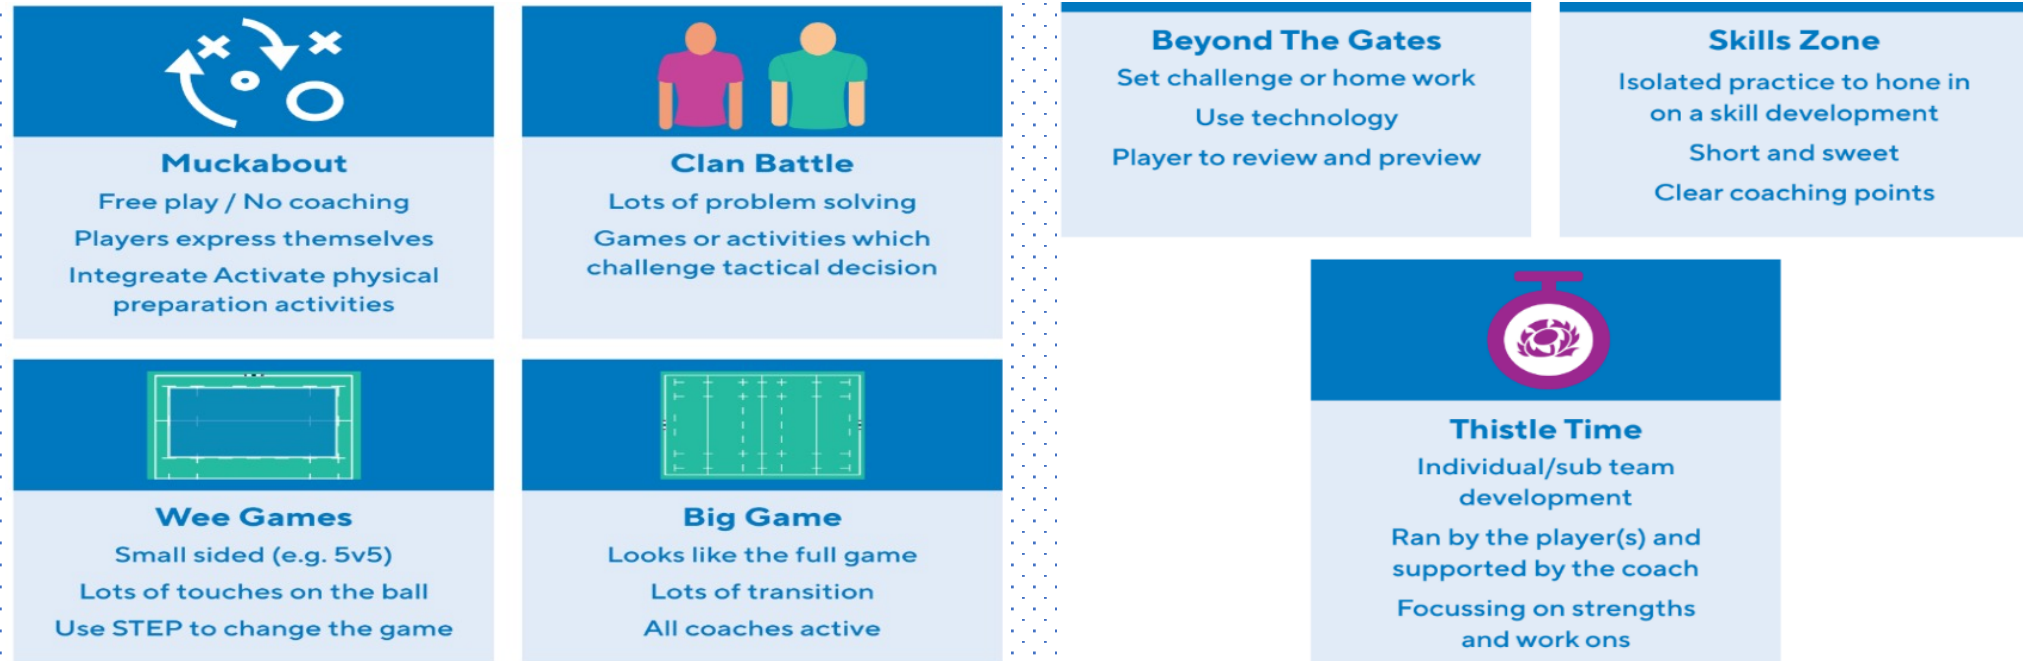 Muckabout
Free play / No coaching
Players express themselves
Integreate Activate physical
preparation activities
Clan Battle
Lots of problem solving
Games or activities which
challenge tactical decision
Wee Games
Small sided (e.g. 5v5)
Lots of touches on the ball
Use STEP to change the game
Big Game
Looks like the full game
Lots of transition
All coaches active
Beyond The Gates
Set challenge or home work
Use technology
Player to review and preview
Skills Zone
Isolated practice to hone in
on a skill development
Short and sweet
Clear coaching points
Thistle Time
Individual/sub team
development
Ran by the player(s) and
supported by the coach
Focussing on strengths
and work ons